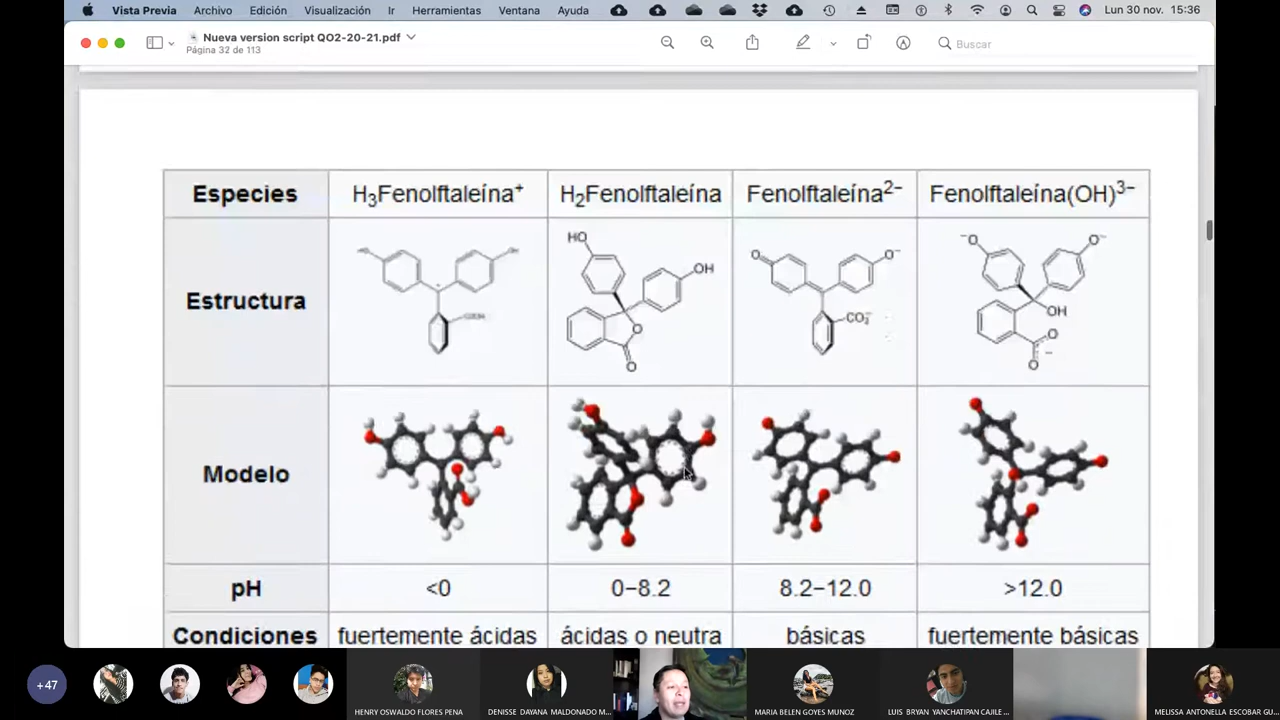 Vista Previa Archivo Edición Visualización Ir Herramientas Ventana Ayuda Lun 30 nov. 15:36
Nueva version script QO2-20-21.pdf
Página 32 de 113
Buscar
Especies H₃Fenolftaleína⁺ H₂Fenolftaleína Fenolftaleína²⁻ Fenolftaleína(OH)³⁻
Estructura
HO OH
O O⁻ CO₂⁻
⁻O O⁻ OH O O ⁻
HO OH O O
Modelo
pH <0 0−8.2 8.2−12.0 >12.0
Condiciones fuertemente ácidas ácidas o neutra básicas fuertemente básicas
+47
HENRY OSWALDO FLORES PENA
DENISSE DAYANA MALDONADO M...
MARIA BELEN GOYES MUNOZ
LUIS BRYAN YANCHATIPAN CAJILE ...
MELISSA ANTONELLA ESCOBAR GU...